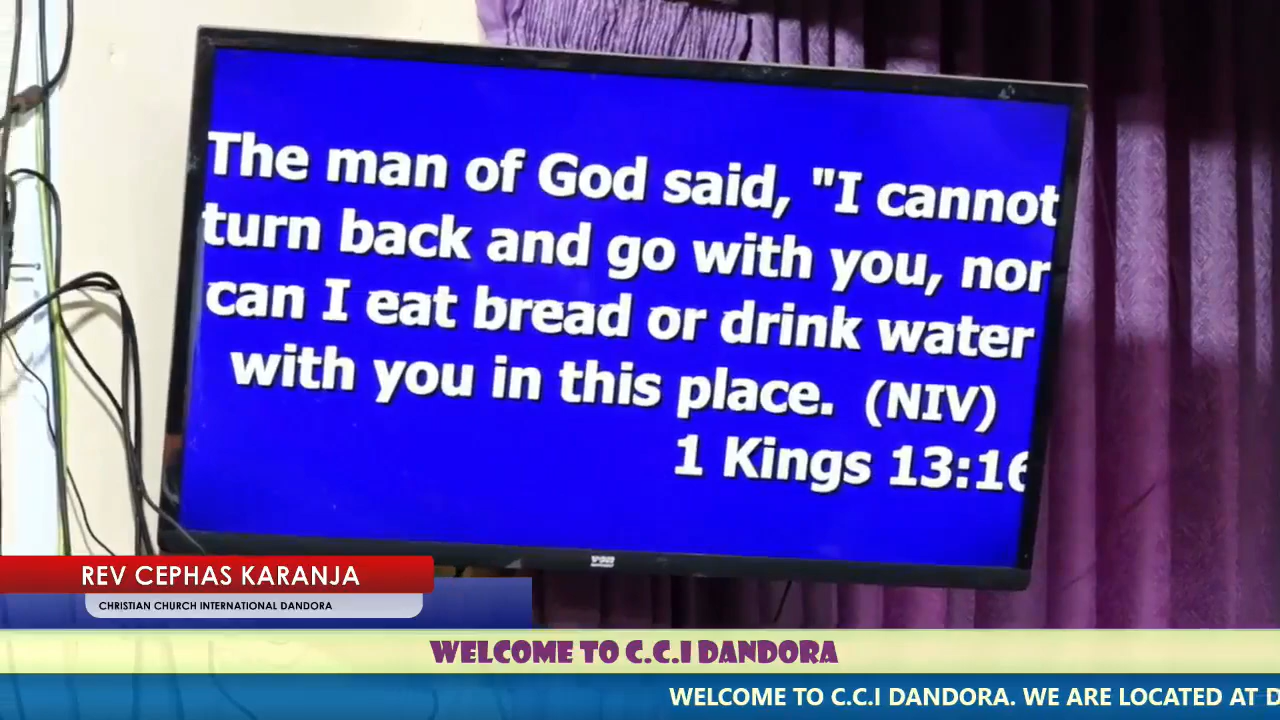 The man of God said, "I cannot
turn back and go with you, nor
can I eat bread or drink water
with you in this place. (NIV)
1 Kings 13:16
REV CEPHAS KARANJA
CHRISTIAN CHURCH INTERNATIONAL DANDORA
WELCOME TO C.C.I DANDORA
WELCOME TO C.C.I DANDORA. WE ARE LOCATED AT D